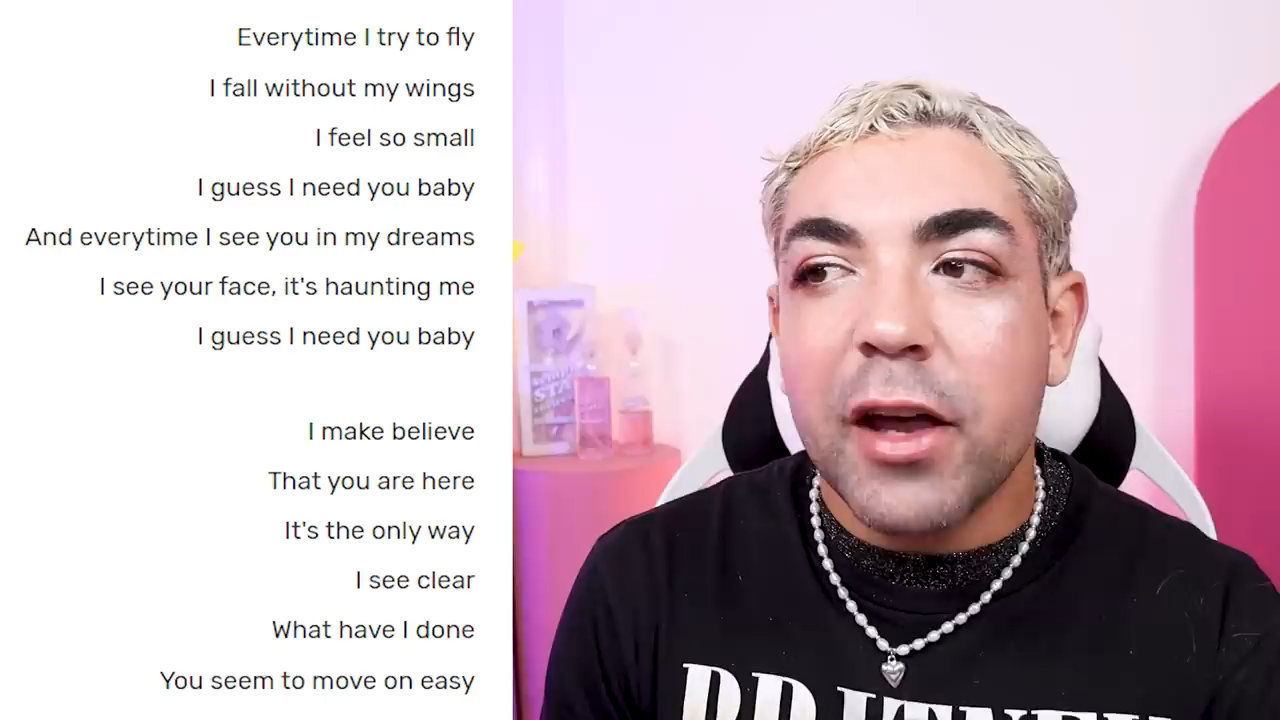 Everytime I try to fly
I fall without my wings
I feel so small
I guess I need you baby
And everytime I see you in my dreams
I see your face, it's haunting me
I guess I need you baby
I make believe
That you are here
It's the only way
I see clear
What have I done
You seem to move on easy